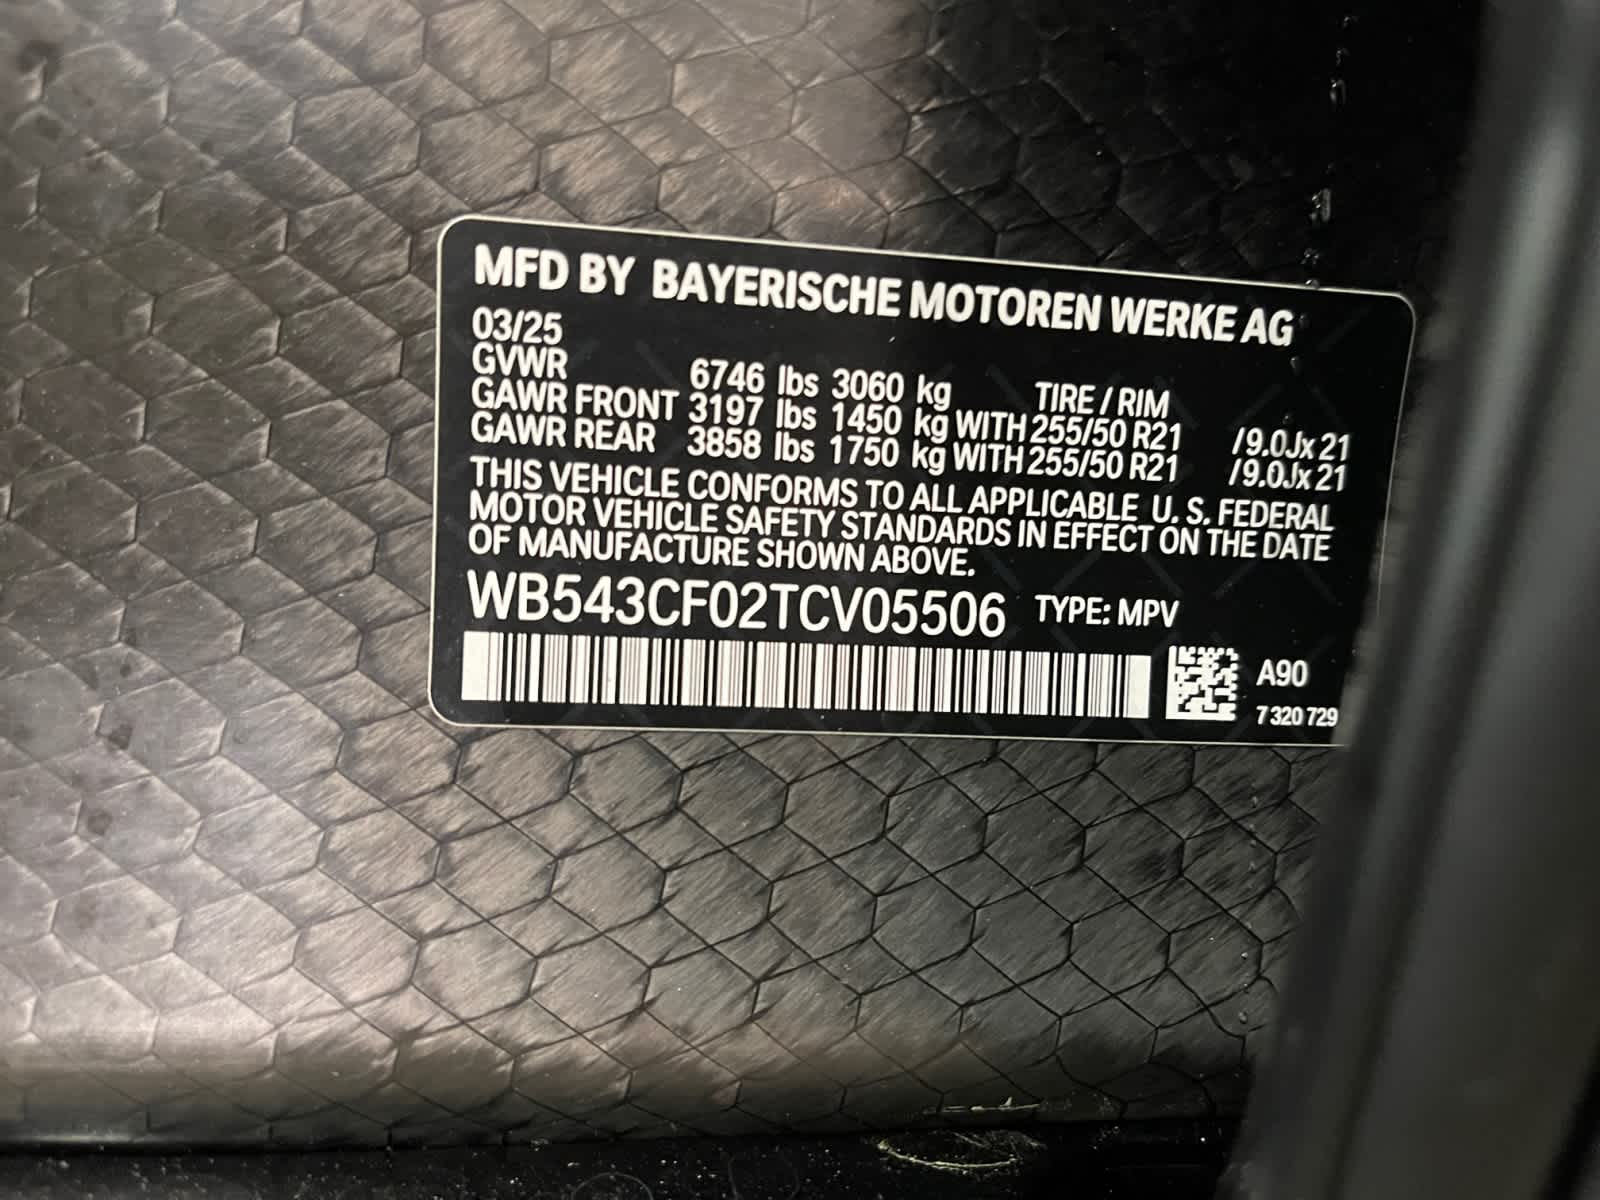 MFD BY BAYERISCHE MOTOREN WERKE AG
03/25
GVWR 6746 lbs 3060 kg TIRE / RIM
GAWR FRONT 3197 lbs 1450 kg WITH 255/50 R21 /9.0Jx21
GAWR REAR 3858 lbs 1750 kg WITH 255/50 R21 /9.0Jx21
THIS VEHICLE CONFORMS TO ALL APPLICABLE U. S. FEDERAL
MOTOR VEHICLE SAFETY STANDARDS IN EFFECT ON THE DATE
OF MANUFACTURE SHOWN ABOVE.
WB543CF02TCV05506 TYPE: MPV
A90
7 320 729